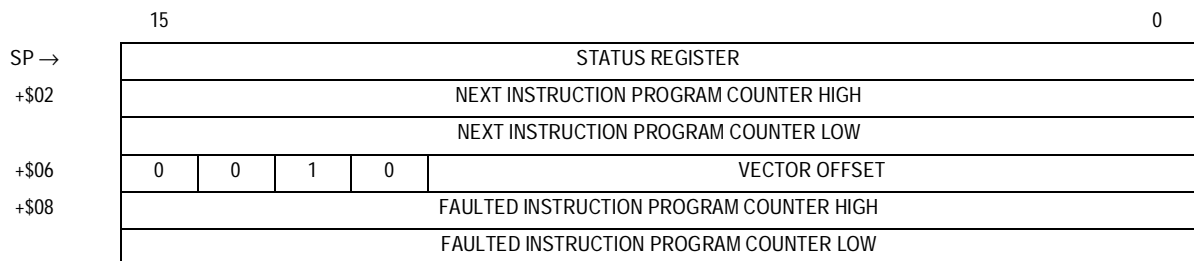 15 0
SP → STATUS REGISTER
+$02 NEXT INSTRUCTION PROGRAM COUNTER HIGH
NEXT INSTRUCTION PROGRAM COUNTER LOW
+$06 0 0 1 0 VECTOR OFFSET
+$08 FAULTED INSTRUCTION PROGRAM COUNTER HIGH
FAULTED INSTRUCTION PROGRAM COUNTER LOW